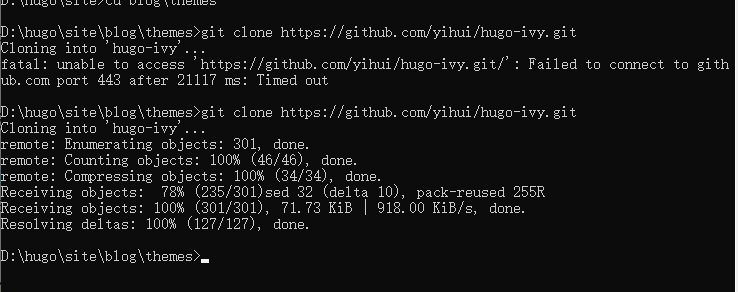 D:\hugo\site>cd blog\themes
D:\hugo\site\blog\themes>git clone https://github.com/yihui/hugo-ivy.git
Cloning into 'hugo-ivy'...
fatal: unable to access 'https://github.com/yihui/hugo-ivy.git/': Failed to connect to gith
ub.com port 443 after 21117 ms: Timed out
D:\hugo\site\blog\themes>git clone https://github.com/yihui/hugo-ivy.git
Cloning into 'hugo-ivy'...
remote: Enumerating objects: 301, done.
remote: Counting objects: 100% (46/46), done.
remote: Compressing objects: 100% (34/34), done.
Receiving objects:  78% (235/301)sed 32 (delta 10), pack-reused 255R
Receiving objects: 100% (301/301), 71.73 KiB | 918.00 KiB/s, done.
Resolving deltas: 100% (127/127), done.
D:\hugo\site\blog\themes>